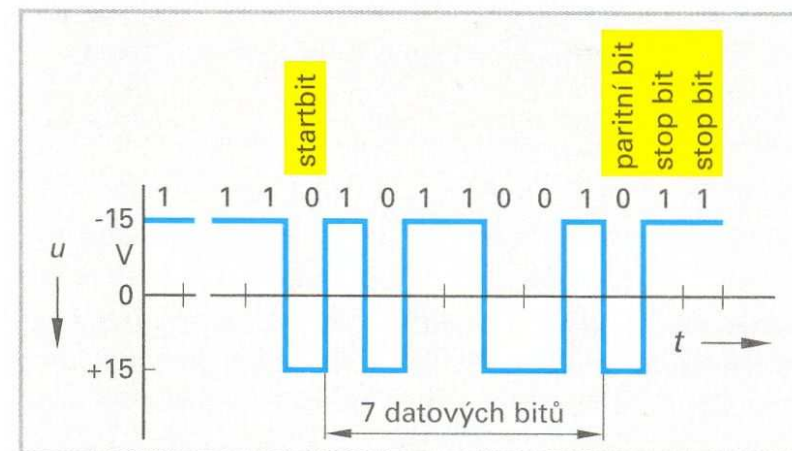 startbit
paritní bit
stop bit
stop bit
1 1 1 0 1 0 1 1 0 0 1 0 1 1
-15
V
u
0
t
+15
7 datových bitů